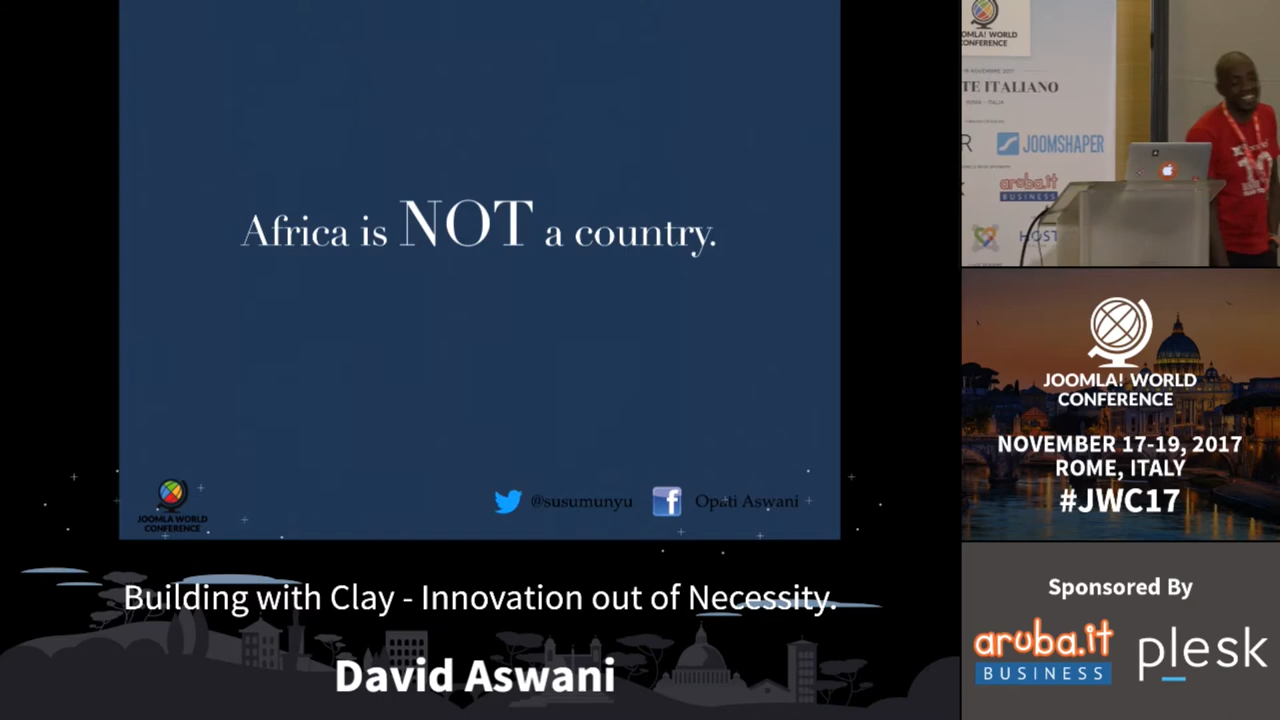 Africa is NOT a country.
JOOMLA WORLD
CONFERENCE
@susumunyu
Opati Aswani
Building with Clay - Innovation out of Necessity.
David Aswani
CONFERENCE
TE ITALIANO
JOOMSHAPER
aruba.it
BUSINESS
HOST
JOOMLA! WORLD
CONFERENCE
NOVEMBER 17-19, 2017
ROME, ITALY
#JWC17
Sponsored By
aruba.it
BUSINESS
plesk